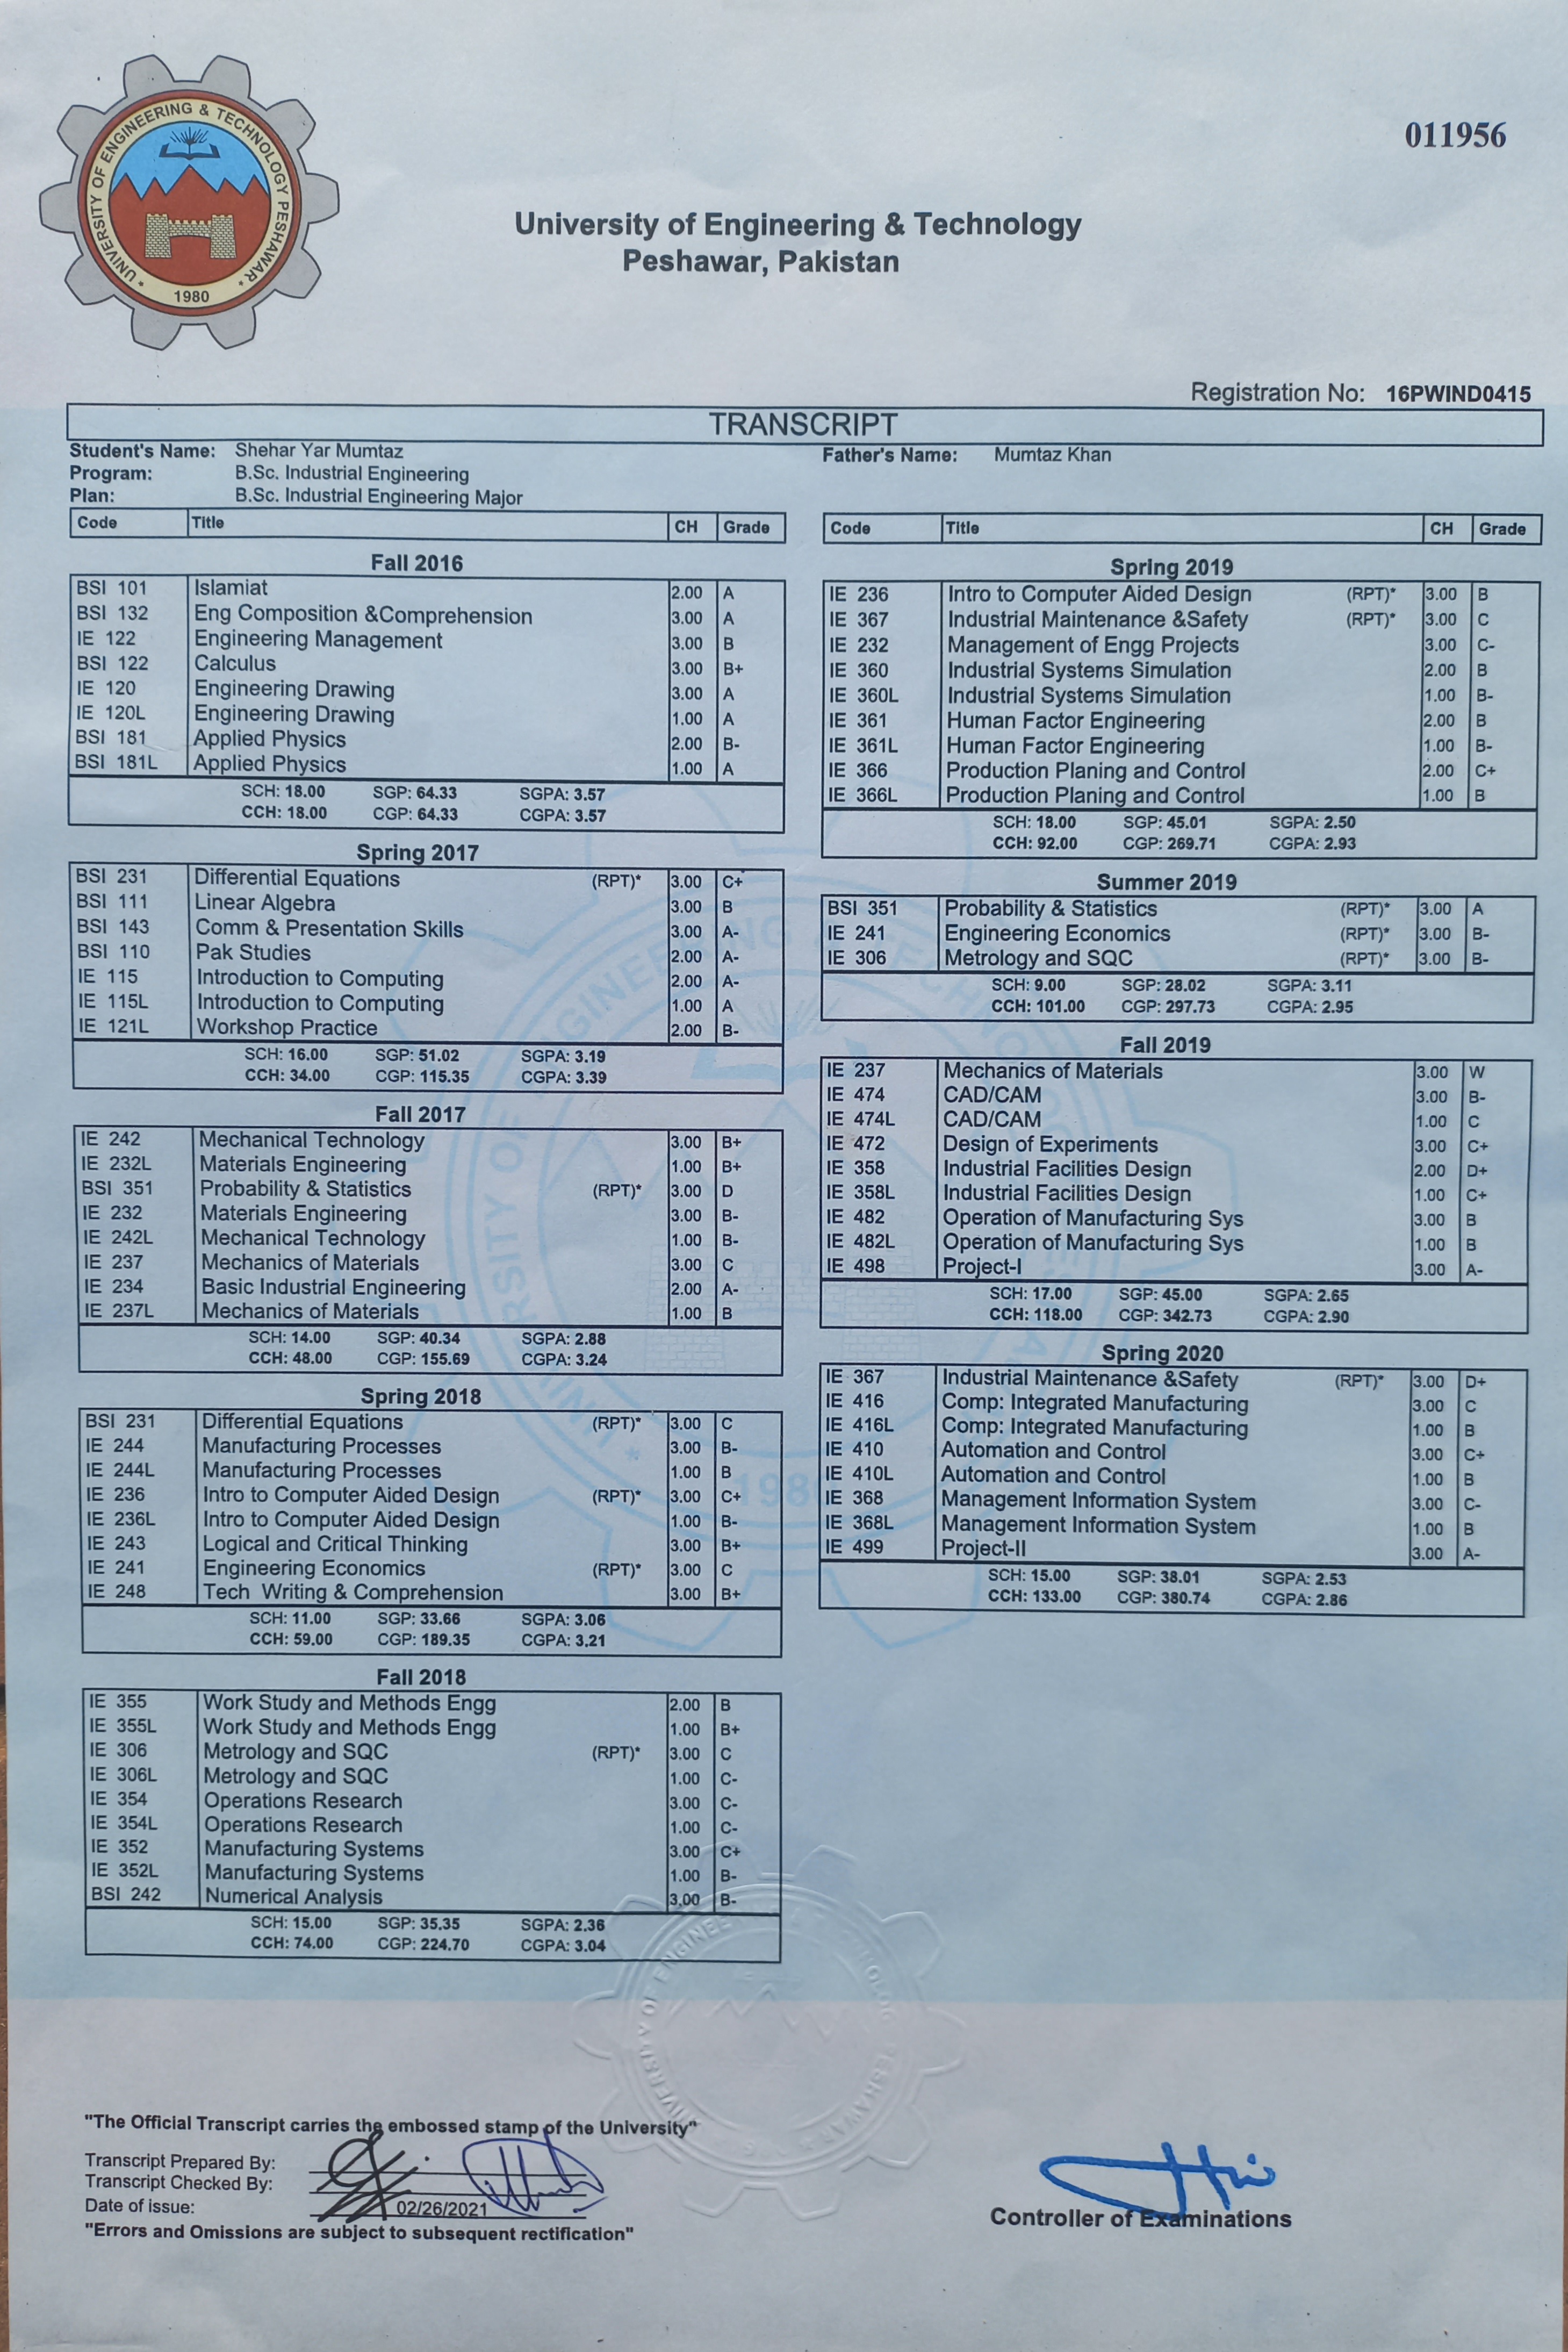 UNIVERSITY OF ENGINEERING & TECHNOLOGY PESHAWAR
1980
011956
University of Engineering & Technology
Peshawar, Pakistan
Registration No: 16PWIND0415
TRANSCRIPT
Student's Name: Shehar Yar Mumtaz
Father's Name: Mumtaz Khan
Program: B.Sc. Industrial Engineering
Plan: B.Sc. Industrial Engineering Major
Code Title CH Grade
Fall 2016
BSI 101 Islamiat 2.00 A
BSI 132 Eng Composition &Comprehension 3.00 A
IE 122 Engineering Management 3.00 B
BSI 122 Calculus 3.00 B+
IE 120 Engineering Drawing 3.00 A
IE 120L Engineering Drawing 1.00 A
BSI 181 Applied Physics 2.00 B-
BSI 181L Applied Physics 1.00 A
SCH: 18.00 SGP: 64.33 SGPA: 3.57
CCH: 18.00 CGP: 64.33 CGPA: 3.57
Spring 2017
BSI 231 Differential Equations (RPT)* 3.00 C+
BSI 111 Linear Algebra 3.00 B
BSI 143 Comm & Presentation Skills 3.00 A-
BSI 110 Pak Studies 2.00 A-
IE 115 Introduction to Computing 2.00 A-
IE 115L Introduction to Computing 1.00 A
IE 121L Workshop Practice 2.00 B-
SCH: 16.00 SGP: 51.02 SGPA: 3.19
CCH: 34.00 CGP: 115.35 CGPA: 3.39
Fall 2017
IE 242 Mechanical Technology 3.00 B+
IE 232L Materials Engineering 1.00 B+
BSI 351 Probability & Statistics (RPT)* 3.00 D
IE 232 Materials Engineering 3.00 B-
IE 242L Mechanical Technology 1.00 B-
IE 237 Mechanics of Materials 3.00 C
IE 234 Basic Industrial Engineering 2.00 A-
IE 237L Mechanics of Materials 1.00 B
SCH: 14.00 SGP: 40.34 SGPA: 2.88
CCH: 48.00 CGP: 155.69 CGPA: 3.24
Spring 2018
BSI 231 Differential Equations (RPT)* 3.00 C
IE 244 Manufacturing Processes 3.00 B-
IE 244L Manufacturing Processes 1.00 B
IE 236 Intro to Computer Aided Design (RPT)* 3.00 C+
IE 236L Intro to Computer Aided Design 1.00 B-
IE 243 Logical and Critical Thinking 3.00 B+
IE 241 Engineering Economics (RPT)* 3.00 C
IE 248 Tech Writing & Comprehension 3.00 B+
SCH: 11.00 SGP: 33.66 SGPA: 3.06
CCH: 59.00 CGP: 189.35 CGPA: 3.21
Fall 2018
IE 355 Work Study and Methods Engg 2.00 B
IE 355L Work Study and Methods Engg 1.00 B+
IE 306 Metrology and SQC (RPT)* 3.00 C
IE 306L Metrology and SQC 1.00 C-
IE 354 Operations Research 3.00 C-
IE 354L Operations Research 1.00 C-
IE 352 Manufacturing Systems 3.00 C+
IE 352L Manufacturing Systems 1.00 B-
BSI 242 Numerical Analysis 3.00 B-
SCH: 15.00 SGP: 35.35 SGPA: 2.36
CCH: 74.00 CGP: 224.70 CGPA: 3.04
Code Title CH Grade
Spring 2019
IE 236 Intro to Computer Aided Design (RPT)* 3.00 B
IE 367 Industrial Maintenance &Safety (RPT)* 3.00 C
IE 232 Management of Engg Projects 3.00 C-
IE 360 Industrial Systems Simulation 2.00 B
IE 360L Industrial Systems Simulation 1.00 B-
IE 361 Human Factor Engineering 2.00 B
IE 361L Human Factor Engineering 1.00 B-
IE 366 Production Planing and Control 2.00 C+
IE 366L Production Planing and Control 1.00 B
SCH: 18.00 SGP: 45.01 SGPA: 2.50
CCH: 92.00 CGP: 269.71 CGPA: 2.93
Summer 2019
BSI 351 Probability & Statistics (RPT)* 3.00 A
IE 241 Engineering Economics (RPT)* 3.00 B-
IE 306 Metrology and SQC (RPT)* 3.00 B-
SCH: 9.00 SGP: 28.02 SGPA: 3.11
CCH: 101.00 CGP: 297.73 CGPA: 2.95
Fall 2019
IE 237 Mechanics of Materials 3.00 W
IE 474 CAD/CAM 3.00 B-
IE 474L CAD/CAM 1.00 C
IE 472 Design of Experiments 3.00 C+
IE 358 Industrial Facilities Design 2.00 D+
IE 358L Industrial Facilities Design 1.00 C+
IE 482 Operation of Manufacturing Sys 3.00 B
IE 482L Operation of Manufacturing Sys 1.00 B
IE 498 Project-I 3.00 A-
SCH: 17.00 SGP: 45.00 SGPA: 2.65
CCH: 118.00 CGP: 342.73 CGPA: 2.90
Spring 2020
IE 367 Industrial Maintenance &Safety (RPT)* 3.00 D+
IE 416 Comp: Integrated Manufacturing 3.00 C
IE 416L Comp: Integrated Manufacturing 1.00 B
IE 410 Automation and Control 3.00 C+
IE 410L Automation and Control 1.00 B
IE 368 Management Information System 3.00 C-
IE 368L Management Information System 1.00 B
IE 499 Project-II 3.00 A-
SCH: 15.00 SGP: 38.01 SGPA: 2.53
CCH: 133.00 CGP: 380.74 CGPA: 2.86
"The Official Transcript carries the embossed stamp of the University"
Transcript Prepared By:
Transcript Checked By:
Date of issue: 02/26/2021
"Errors and Omissions are subject to subsequent rectification"
Controller of Examinations